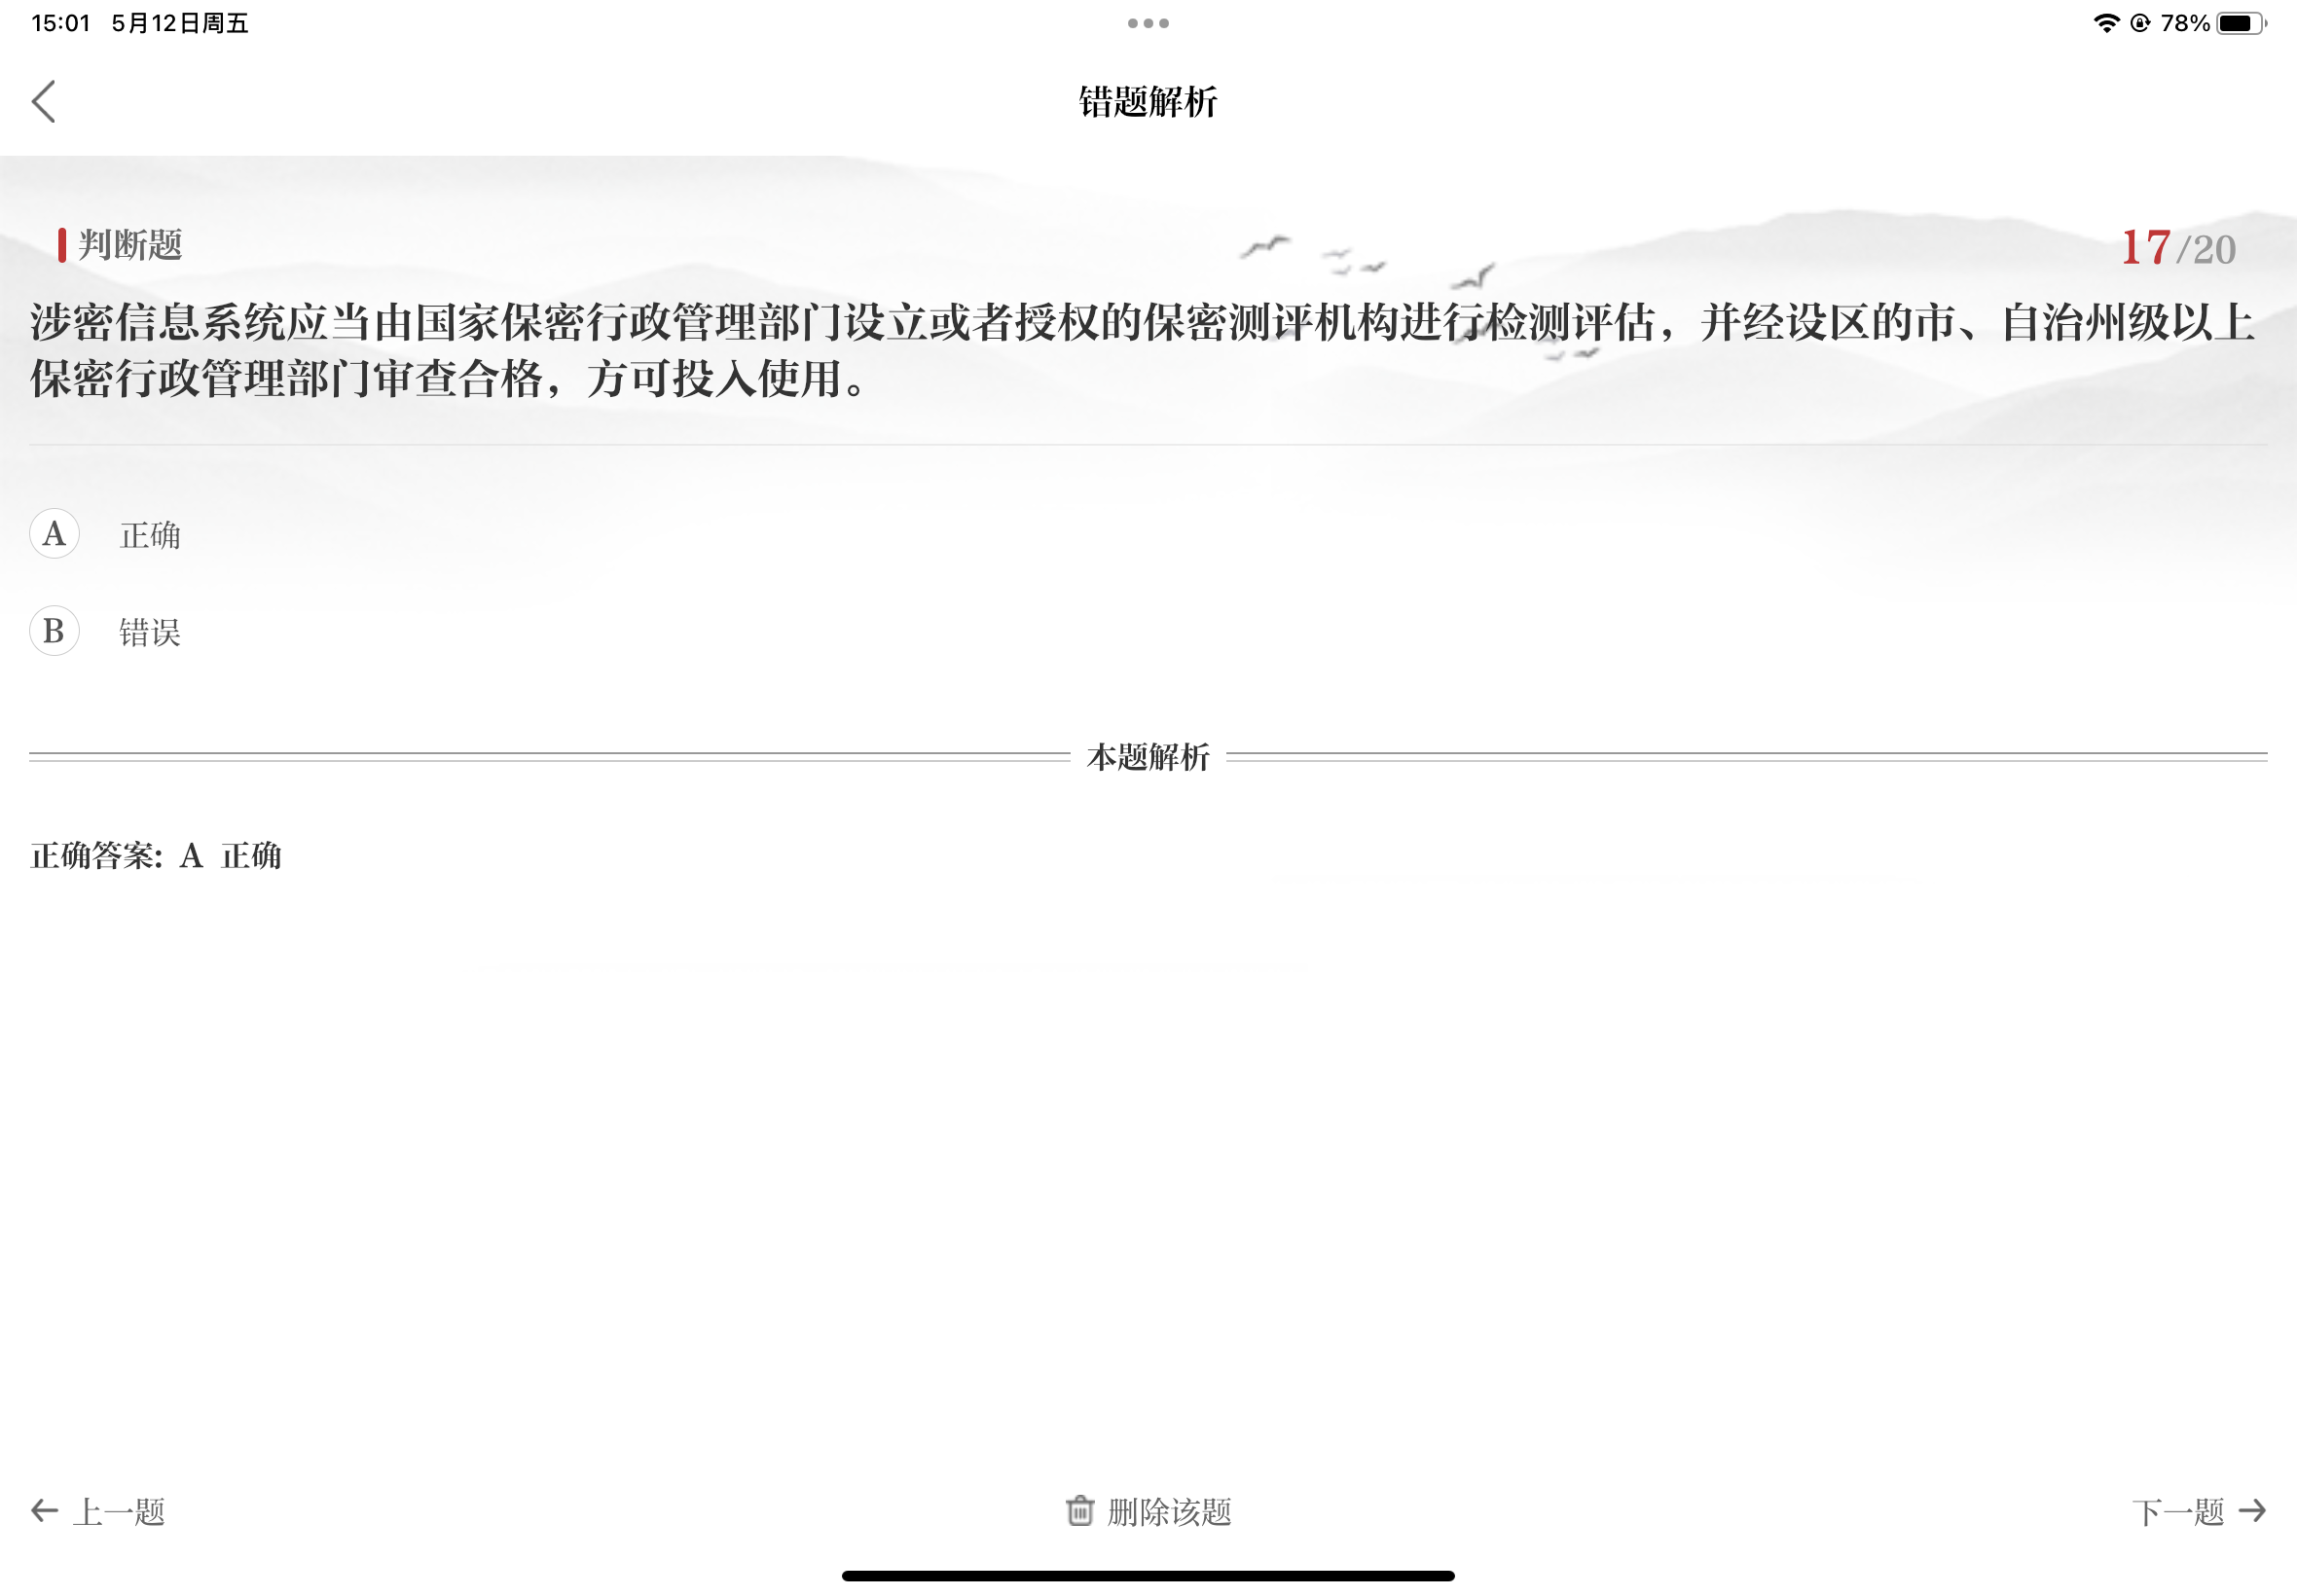 15:01 5月12日周五
78%
错题解析
判断题
17/20
涉密信息系统应当由国家保密行政管理部门设立或者授权的保密测评机构进行检测评估，并经设区的市、自治州级以上
保密行政管理部门审查合格，方可投入使用。
A 正确
B 错误
本题解析
正确答案: A 正确
上一题
删除该题
下一题